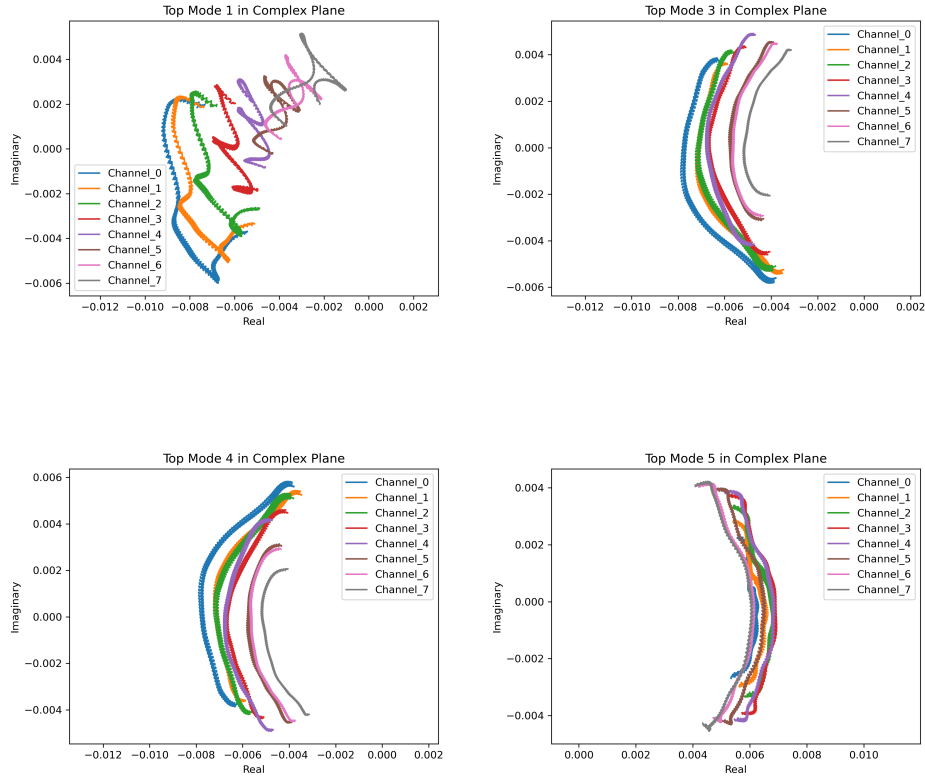 Top Mode 1 in Complex Plane
Imaginary
0.004
0.002
0.000
−0.002
−0.004
−0.006
Channel_0
Channel_1
Channel_2
Channel_3
Channel_4
Channel_5
Channel_6
Channel_7
−0.012 −0.010 −0.008 −0.006 −0.004 −0.002 0.000 0.002
Real
Top Mode 3 in Complex Plane
Imaginary
0.004
0.002
0.000
−0.002
−0.004
−0.006
Channel_0
Channel_1
Channel_2
Channel_3
Channel_4
Channel_5
Channel_6
Channel_7
−0.012 −0.010 −0.008 −0.006 −0.004 −0.002 0.000 0.002
Real
Top Mode 4 in Complex Plane
Imaginary
0.006
0.004
0.002
0.000
−0.002
−0.004
Channel_0
Channel_1
Channel_2
Channel_3
Channel_4
Channel_5
Channel_6
Channel_7
−0.012 −0.010 −0.008 −0.006 −0.004 −0.002 0.000 0.002
Real
Top Mode 5 in Complex Plane
Imaginary
0.004
0.002
0.000
−0.002
−0.004
Channel_0
Channel_1
Channel_2
Channel_3
Channel_4
Channel_5
Channel_6
Channel_7
0.000 0.002 0.004 0.006 0.008 0.010
Real